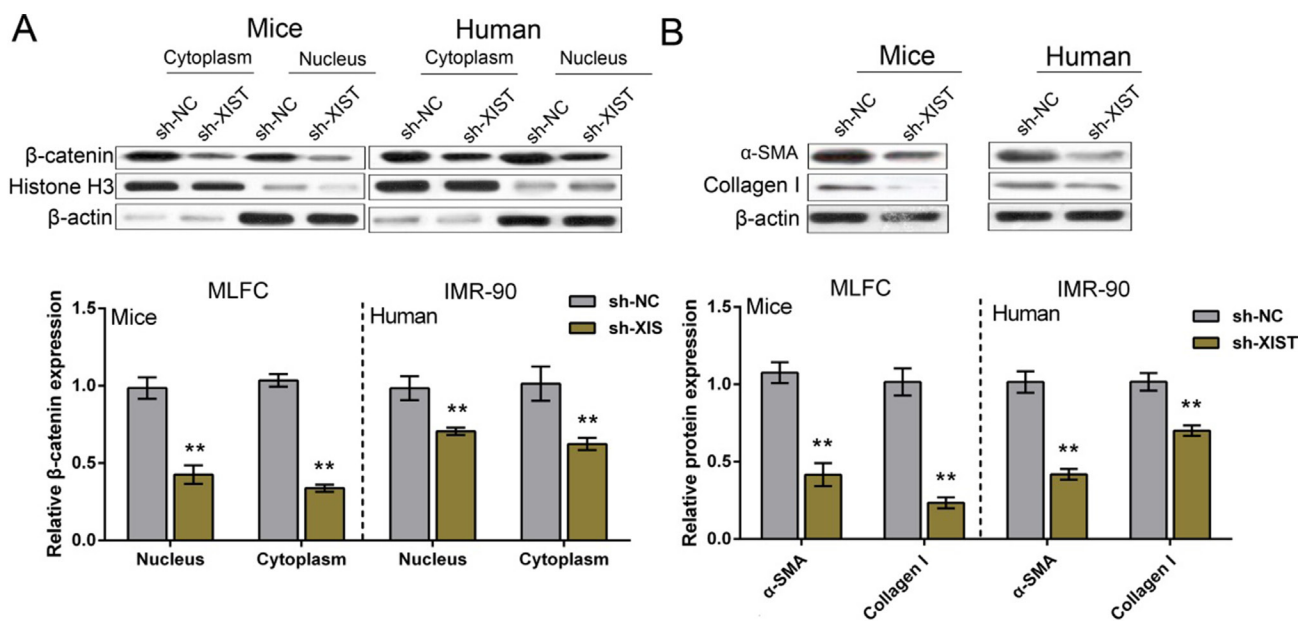 A
Mice
Human
Cytoplasm
Nucleus
Cytoplasm
Nucleus
sh-NC
sh-XIST
sh-NC
sh-XIST
sh-NC
sh-XIST
sh-NC
sh-XIST
β-catenin
Histone H3
β-actin
MLFC
IMR-90
Mice
Human
sh-NC
sh-XIS
Relative β-catenin expression
1.5
1.0
0.5
0.0
**
**
**
**
Nucleus
Cytoplasm
Nucleus
Cytoplasm
B
Mice
Human
sh-NC
sh-XIST
sh-NC
sh-XIST
α-SMA
Collagen I
β-actin
MLFC
IMR-90
Mice
Human
sh-NC
sh-XIST
Relative protein expression
1.5
1.0
0.5
0.0
**
**
**
**
α-SMA
Collagen I
α-SMA
Collagen I